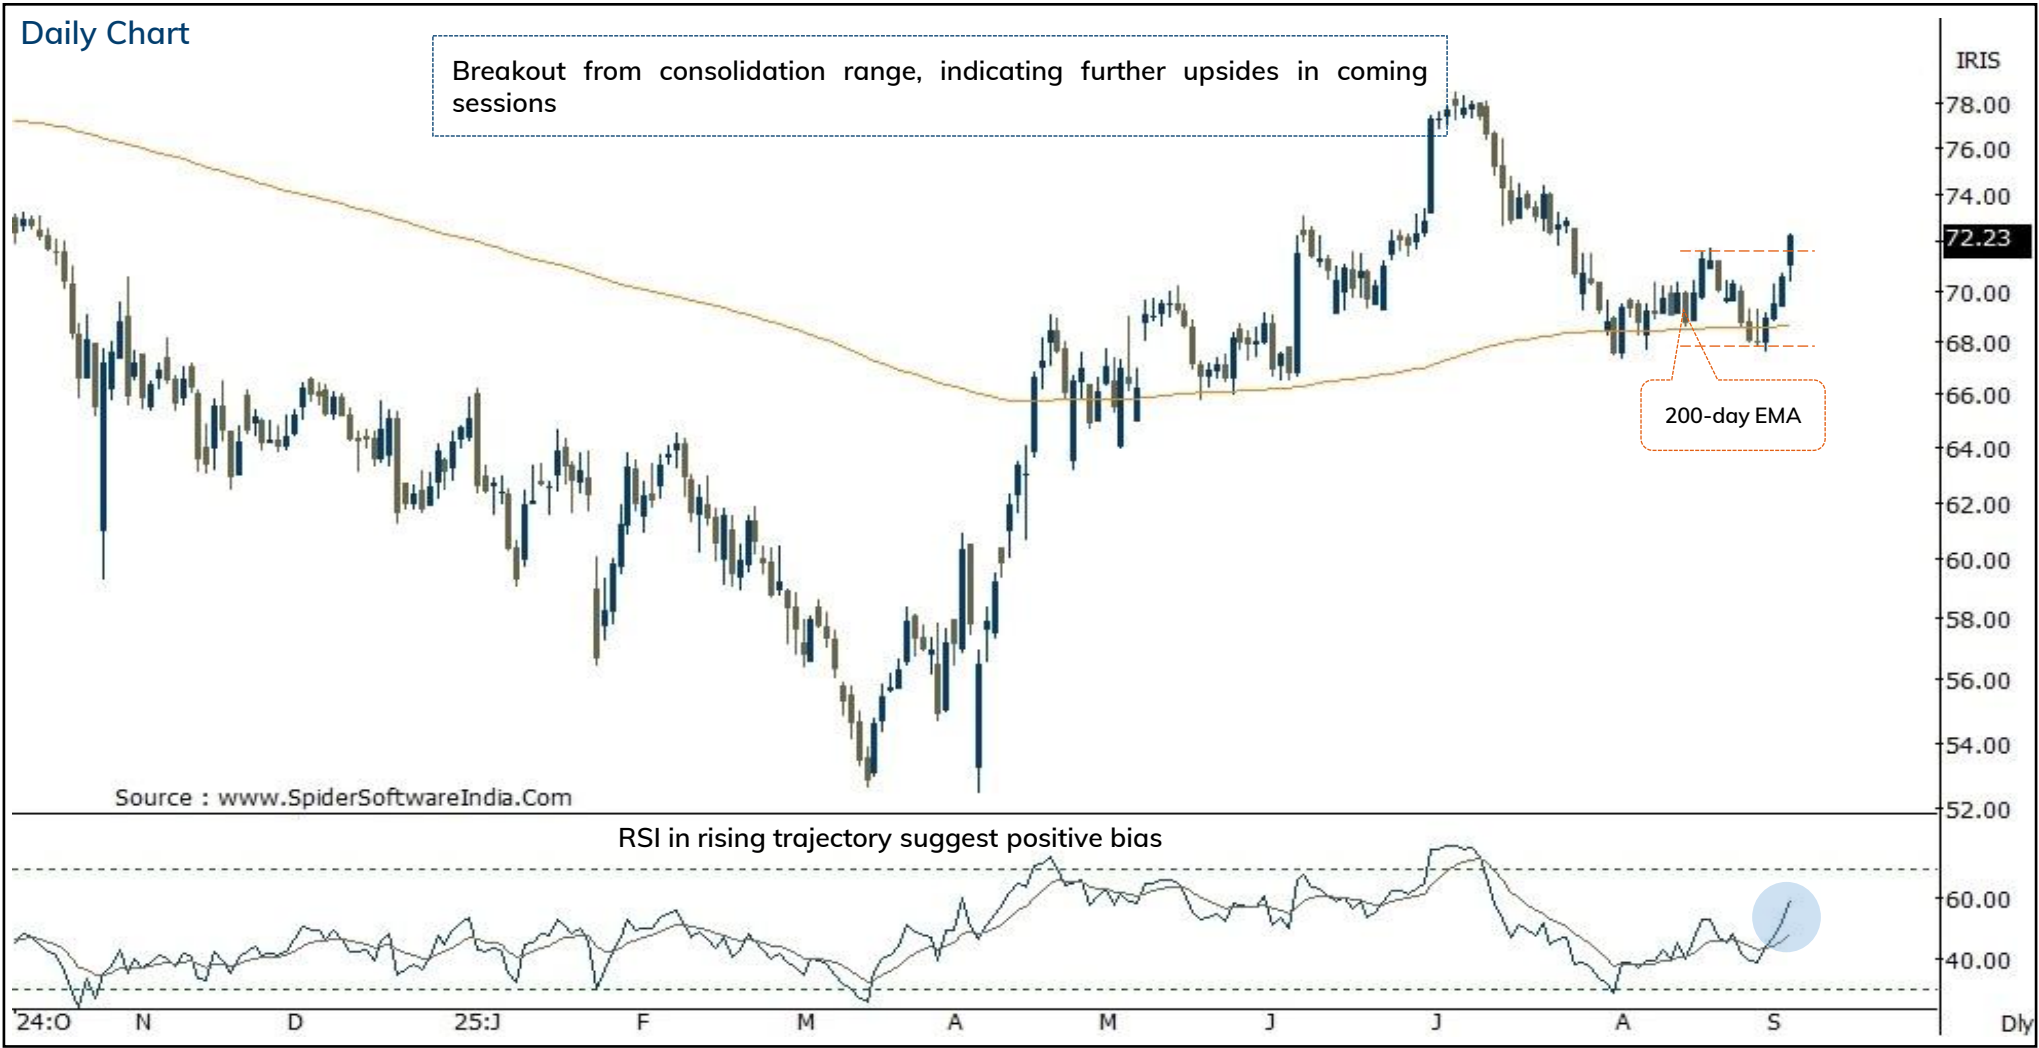 Daily Chart
Breakout from consolidation range, indicating further upsides in coming
sessions
IRIS
78.00
76.00
74.00
72.23
70.00
68.00
66.00
64.00
62.00
60.00
58.00
56.00
54.00
52.00
200-day EMA
Source : www.SpiderSoftwareIndia.Com
RSI in rising trajectory suggest positive bias
60.00
40.00
24:O N D 25:J F M A M J J A S Dly